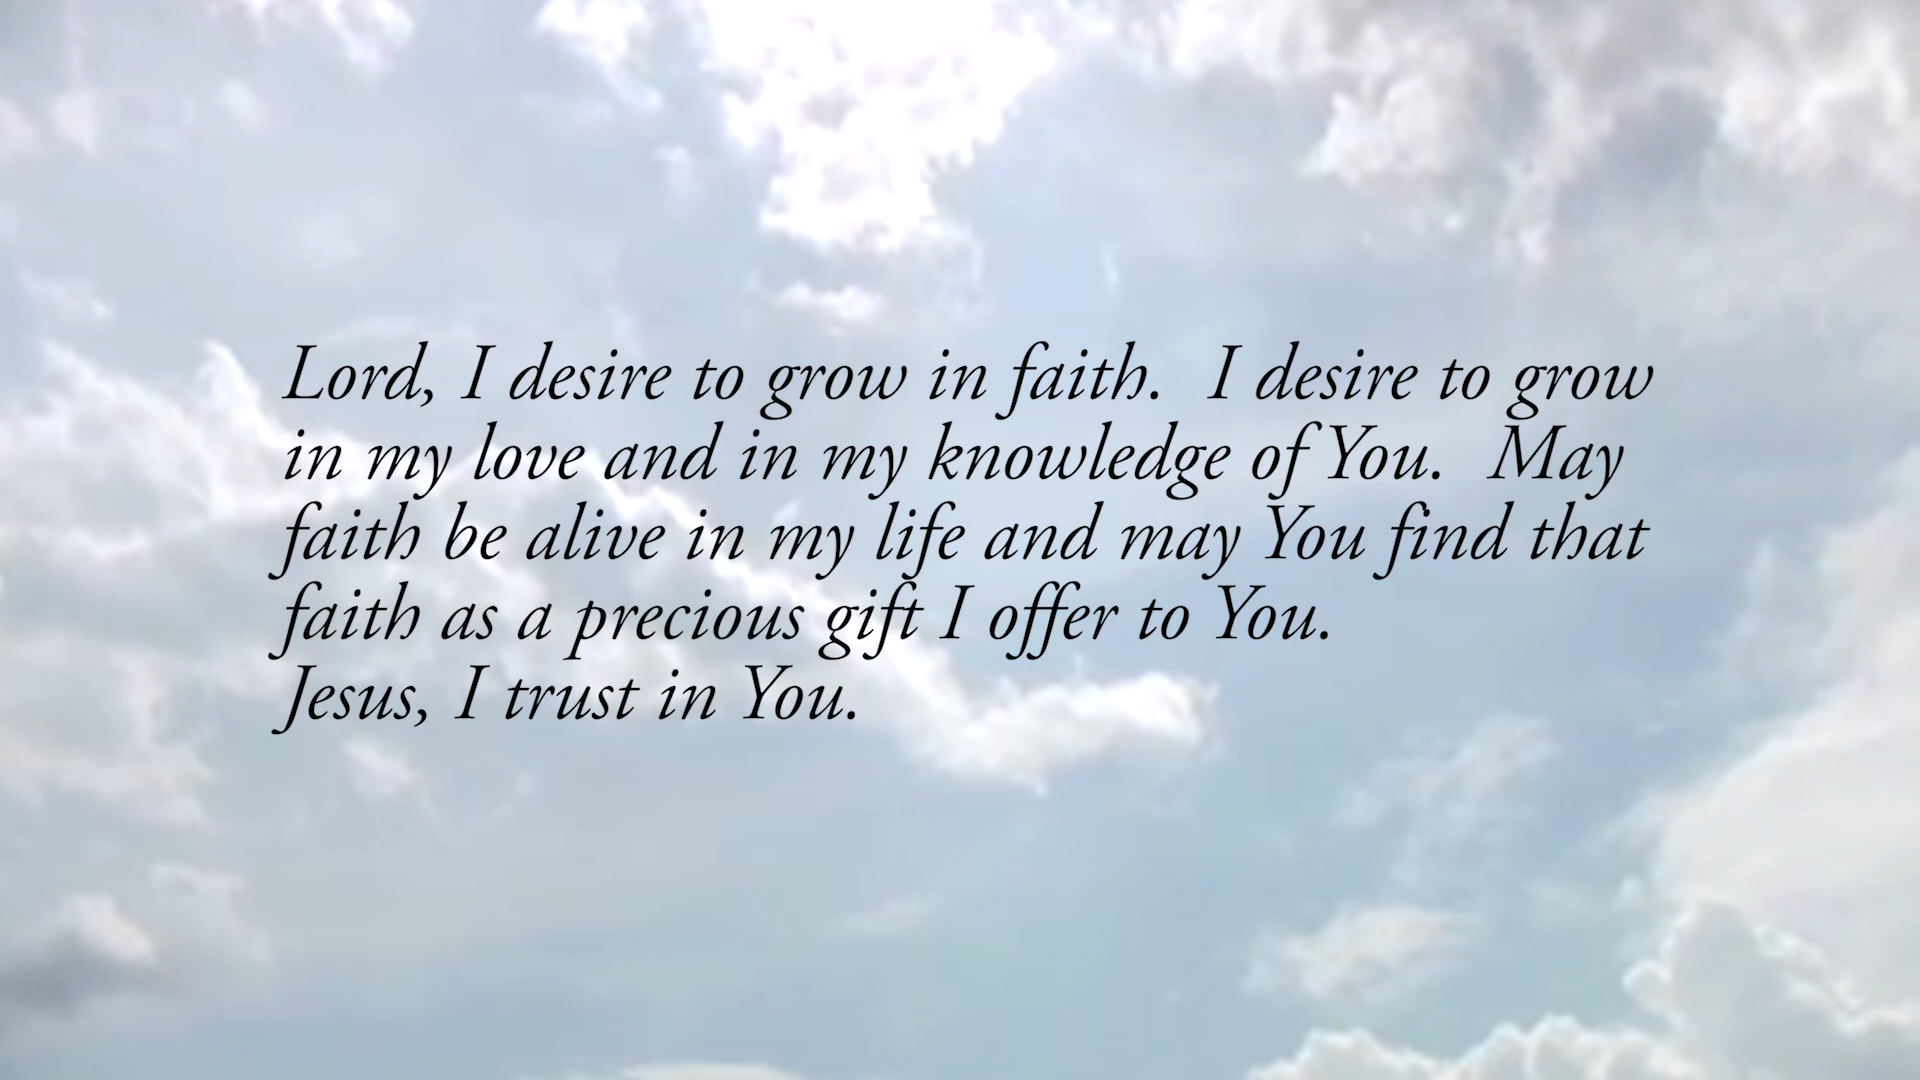 Lord, I desire to grow in faith.  I desire to grow
in my love and in my knowledge of You.  May
faith be alive in my life and may You find that
faith as a precious gift I offer to You.
Jesus, I trust in You.